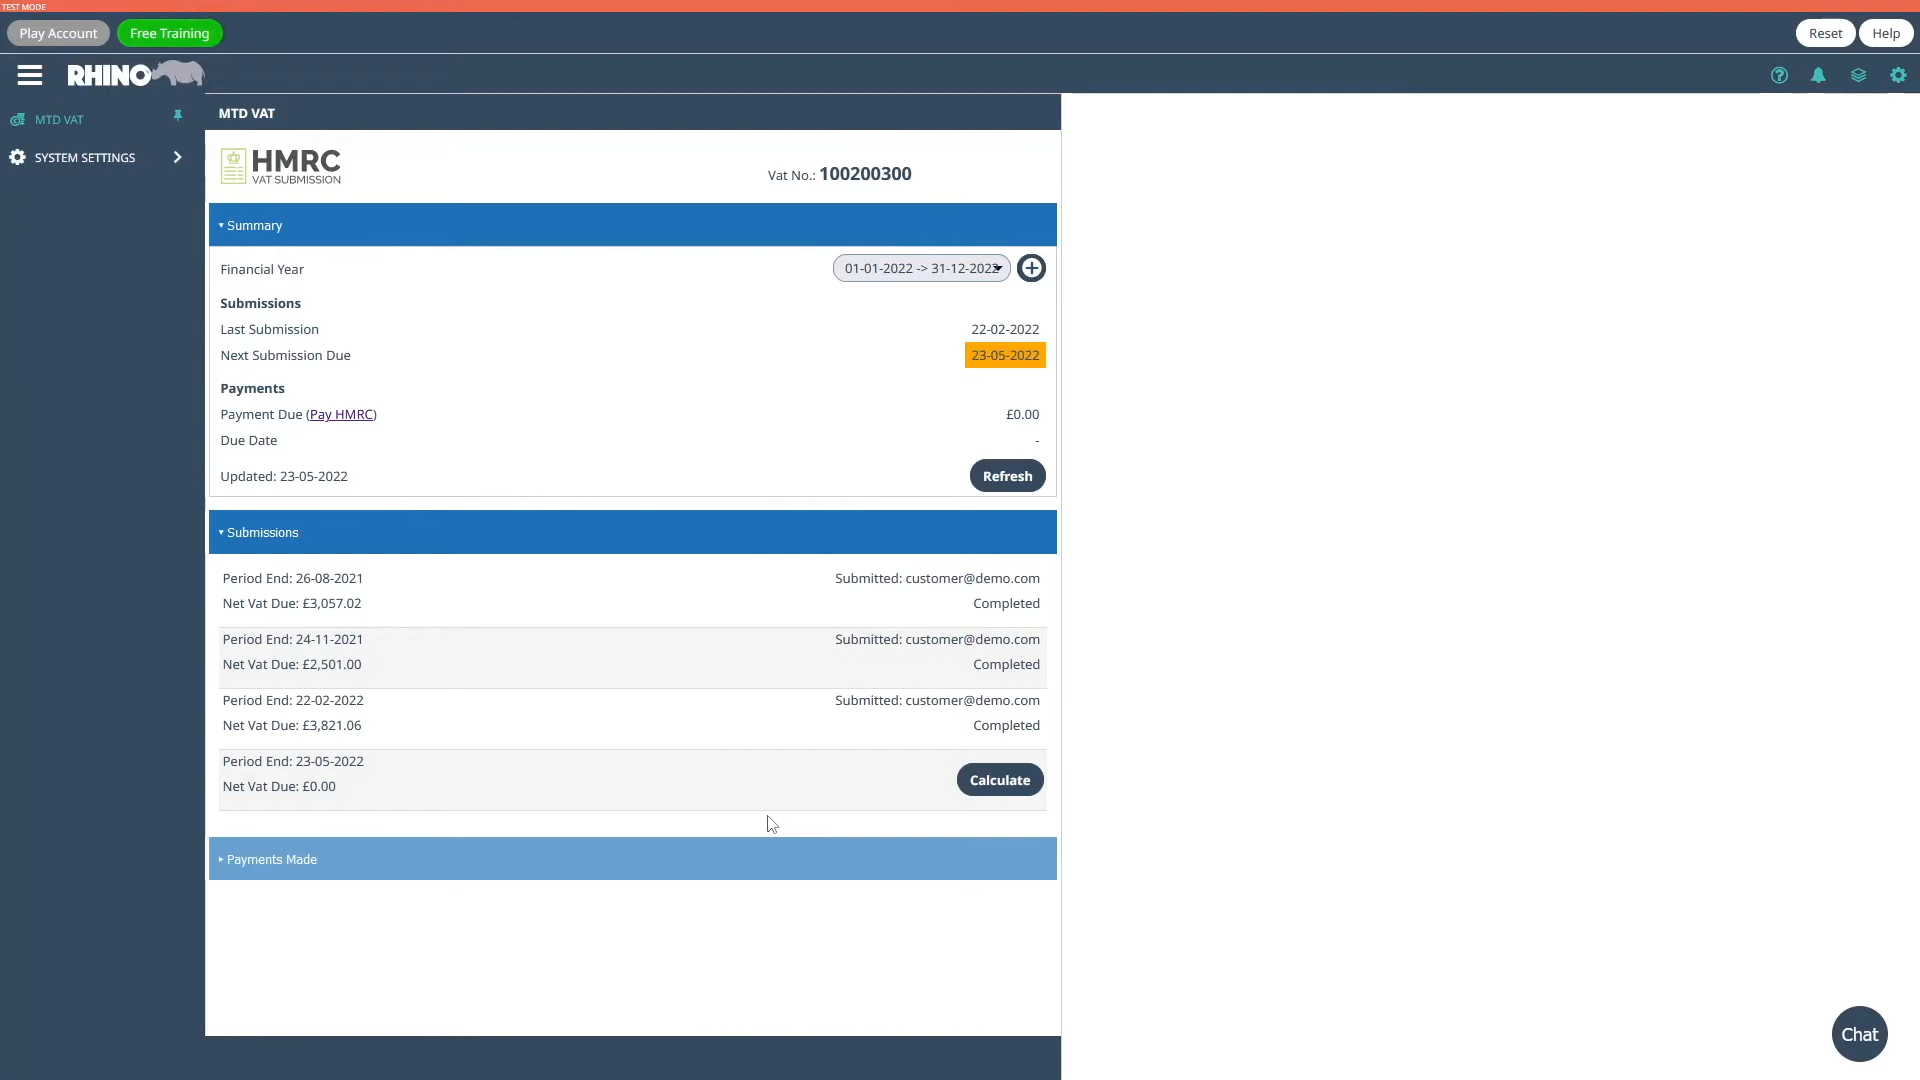 TEST MODE
Play Account
Free Training
Reset
Help
RHINO
MTD VAT
SYSTEM SETTINGS
MTD VAT
HMRC
VAT SUBMISSION
Vat No.: 100200300
Summary
Financial Year
01-01-2022 -> 31-12-2022
Submissions
Last Submission
22-02-2022
Next Submission Due
23-05-2022
Payments
Payment Due (Pay HMRC)
£0.00
Due Date
-
Updated: 23-05-2022
Refresh
Submissions
Period End: 26-08-2021
Submitted: customer@demo.com
Net Vat Due: £3,057.02
Completed
Period End: 24-11-2021
Submitted: customer@demo.com
Net Vat Due: £2,501.00
Completed
Period End: 22-02-2022
Submitted: customer@demo.com
Net Vat Due: £3,821.06
Completed
Period End: 23-05-2022
Net Vat Due: £0.00
Calculate
Payments Made
Chat